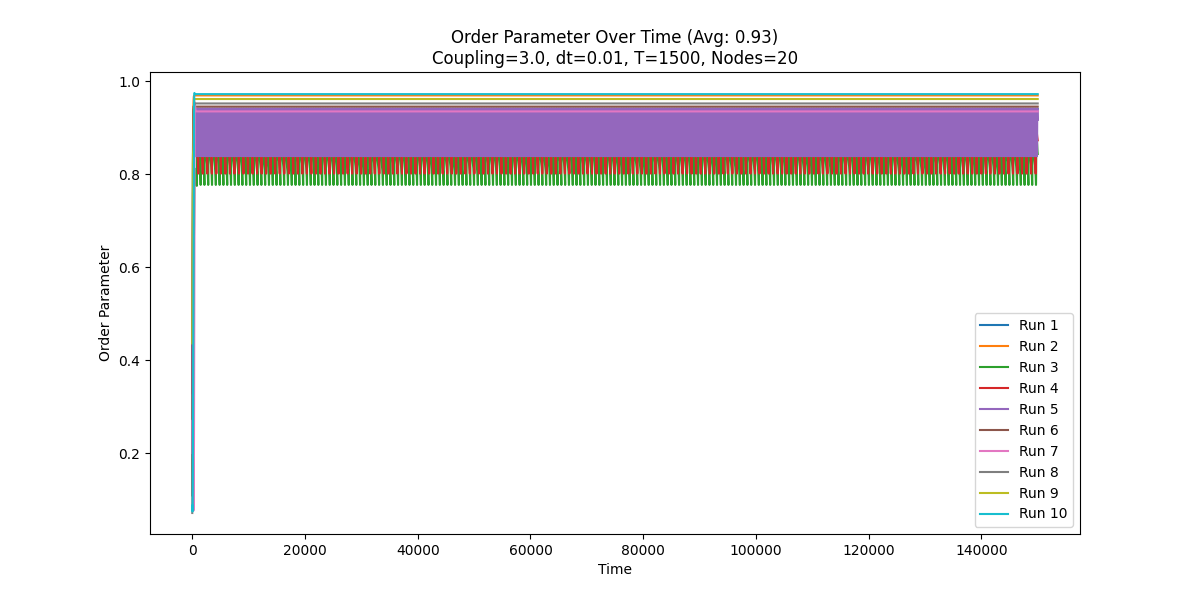 Order Parameter Over Time (Avg: 0.93)
Coupling=3.0, dt=0.01, T=1500, Nodes=20
Order Parameter
1.0
0.8
0.6
0.4
0.2
0
20000
40000
60000
80000
100000
120000
140000
Time
Run 1
Run 2
Run 3
Run 4
Run 5
Run 6
Run 7
Run 8
Run 9
Run 10